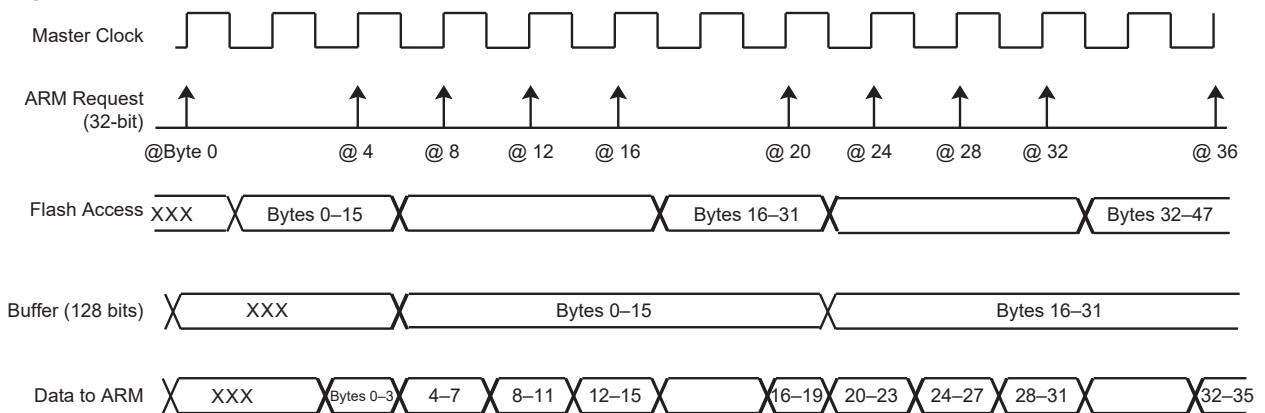 Master Clock
ARM Request
(32-bit)
@Byte 0 @ 4 @ 8 @ 12 @ 16 @ 20 @ 24 @ 28 @ 32 @ 36
Flash Access XXX Bytes 0–15 Bytes 16–31 Bytes 32–47
Buffer (128 bits) XXX Bytes 0–15 Bytes 16–31
Data to ARM XXX Bytes 0–3 4–7 8–11 12–15 16–19 20–23 24–27 28–31 32–35